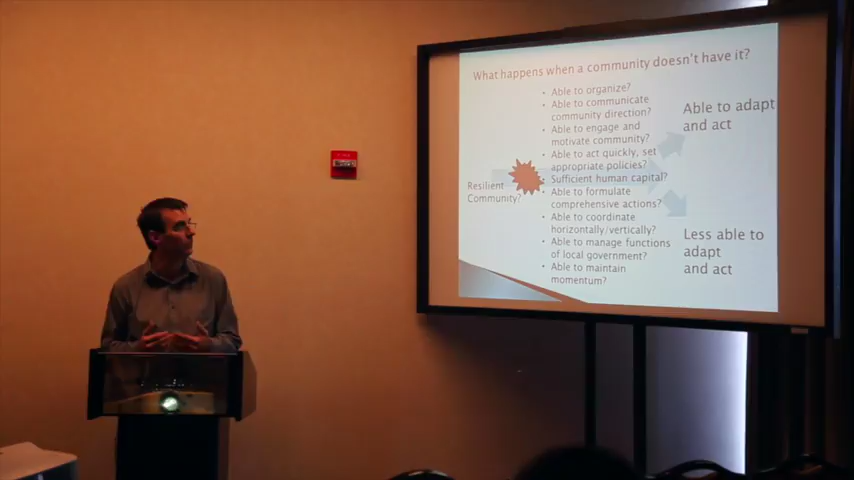 What happens when a community doesn't have it?
• Able to organize?
• Able to communicate
community direction?
• Able to engage and
motivate community?
• Able to act quickly, set
appropriate policies?
• Sufficient human capital?
• Able to formulate
comprehensive actions?
• Able to coordinate
horizontally/vertically?
• Able to manage functions
of local government?
• Able to maintain
momentum?
Resilient
Community?
Able to adapt
and act
Less able to
adapt
and act